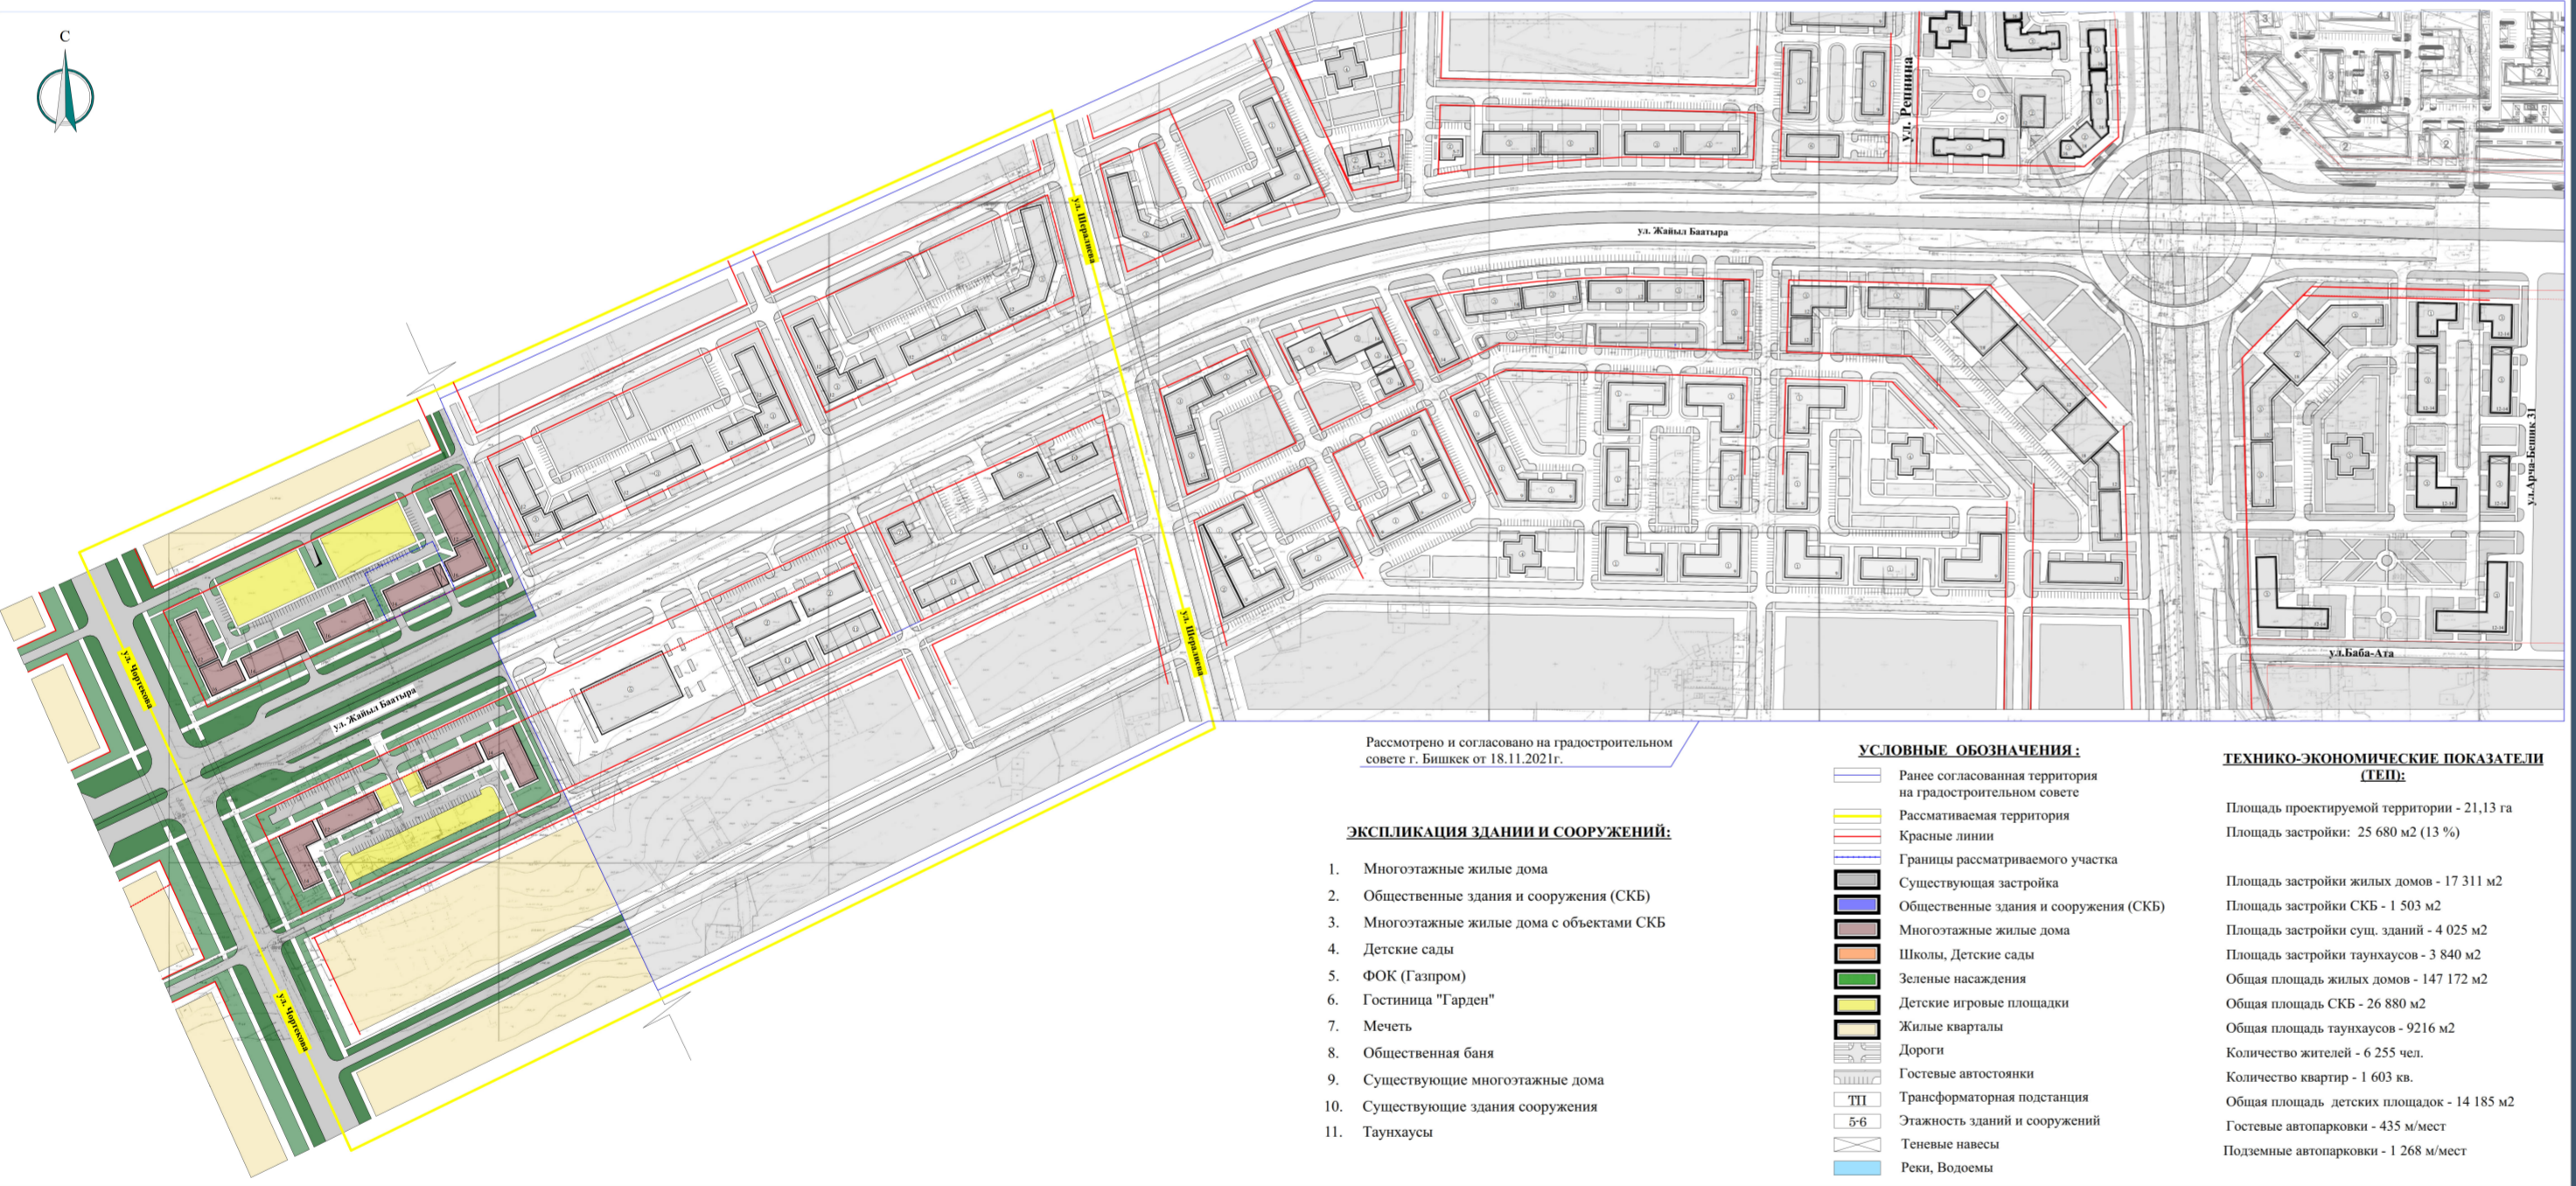 С
ул. Репнина
ул. Шералиева
ул. Жайыл Баатыра
ул.Арча-Бешик 31
ул. Чортекова
ул. Жайыл Баатыра
ул. Шералиева
ул.Баба-Ата
ул. Чортекова
Рассмотрено и согласовано на градостроительном
совете г. Бишкек от 18.11.2021г.
ЭКСПЛИКАЦИЯ ЗДАНИИ И СООРУЖЕНИЙ:
1. Многоэтажные жилые дома
2. Общественные здания и сооружения (СКБ)
3. Многоэтажные жилые дома с объектами СКБ
4. Детские сады
5. ФОК (Газпром)
6. Гостиница "Гарден"
7. Мечеть
8. Общественная баня
9. Существующие многоэтажные дома
10. Существующие здания сооружения
11. Таунхаусы
УСЛОВНЫЕ ОБОЗНАЧЕНИЯ :
Ранее согласованная территория
на градостроительном совете
Рассмативаемая территория
Красные линии
Границы рассматриваемого участка
Существующая застройка
Общественные здания и сооружения (СКБ)
Многоэтажные жилые дома
Школы, Детские сады
Зеленые насаждения
Детские игровые площадки
Жилые кварталы
Дороги
Гостевые автостоянки
ТП Трансформаторная подстанция
5-6 Этажность зданий и сооружений
Теневые навесы
Реки, Водоемы
ТЕХНИКО-ЭКОНОМИЧЕСКИЕ ПОКАЗАТЕЛИ
(ТЕП):
Площадь проектируемой территории - 21,13 га
Площадь застройки: 25 680 м2 (13 %)
Площадь застройки жилых домов - 17 311 м2
Площадь застройки СКБ - 1 503 м2
Площадь застройки сущ. зданий - 4 025 м2
Площадь застройки таунхаусов - 3 840 м2
Общая площадь жилых домов - 147 172 м2
Общая площадь СКБ - 26 880 м2
Общая площадь таунхаусов - 9216 м2
Количество жителей - 6 255 чел.
Количество квартир - 1 603 кв.
Общая площадь детских площадок - 14 185 м2
Гостевые автопарковки - 435 м/мест
Подземные автопарковки - 1 268 м/мест